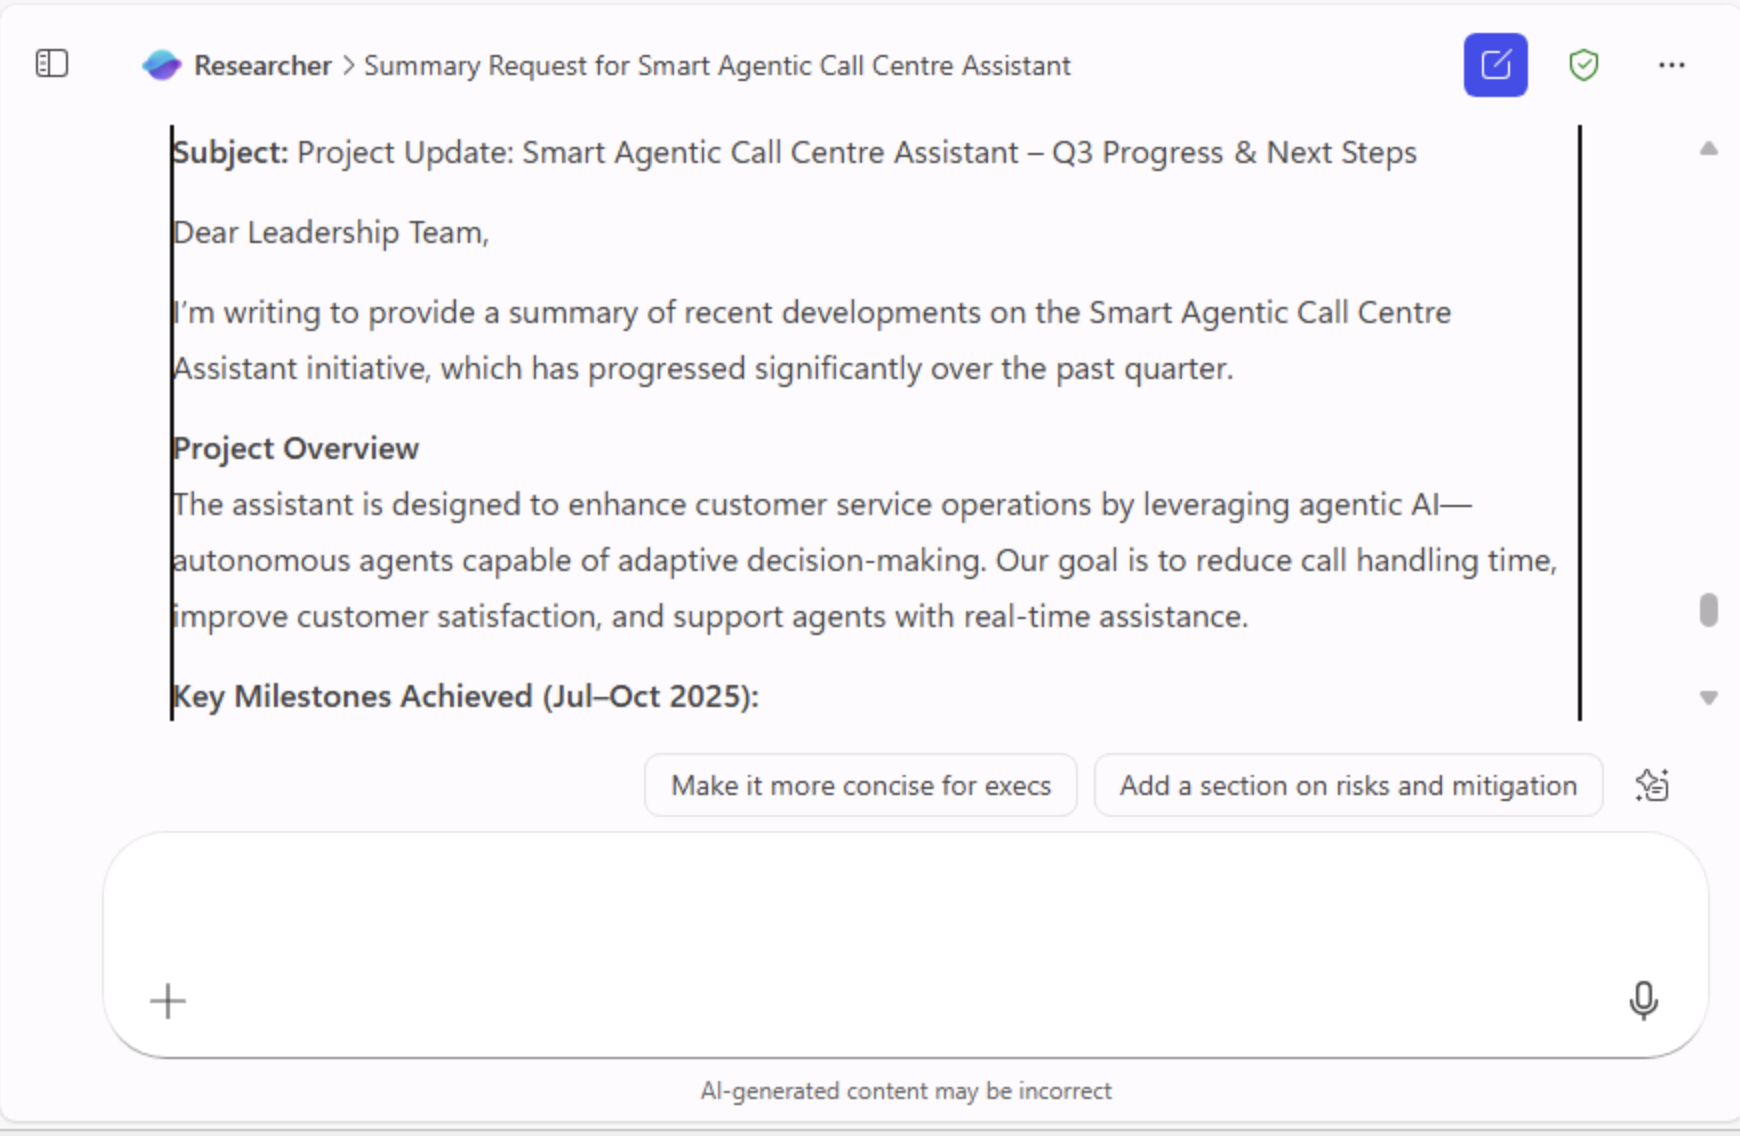 Researcher > Summary Request for Smart Agentic Call Centre Assistant
Subject: Project Update: Smart Agentic Call Centre Assistant – Q3 Progress & Next Steps
Dear Leadership Team,
I’m writing to provide a summary of recent developments on the Smart Agentic Call Centre
Assistant initiative, which has progressed significantly over the past quarter.
Project Overview
The assistant is designed to enhance customer service operations by leveraging agentic AI—
autonomous agents capable of adaptive decision-making. Our goal is to reduce call handling time,
improve customer satisfaction, and support agents with real-time assistance.
Key Milestones Achieved (Jul–Oct 2025):
Make it more concise for execs Add a section on risks and mitigation
AI-generated content may be incorrect